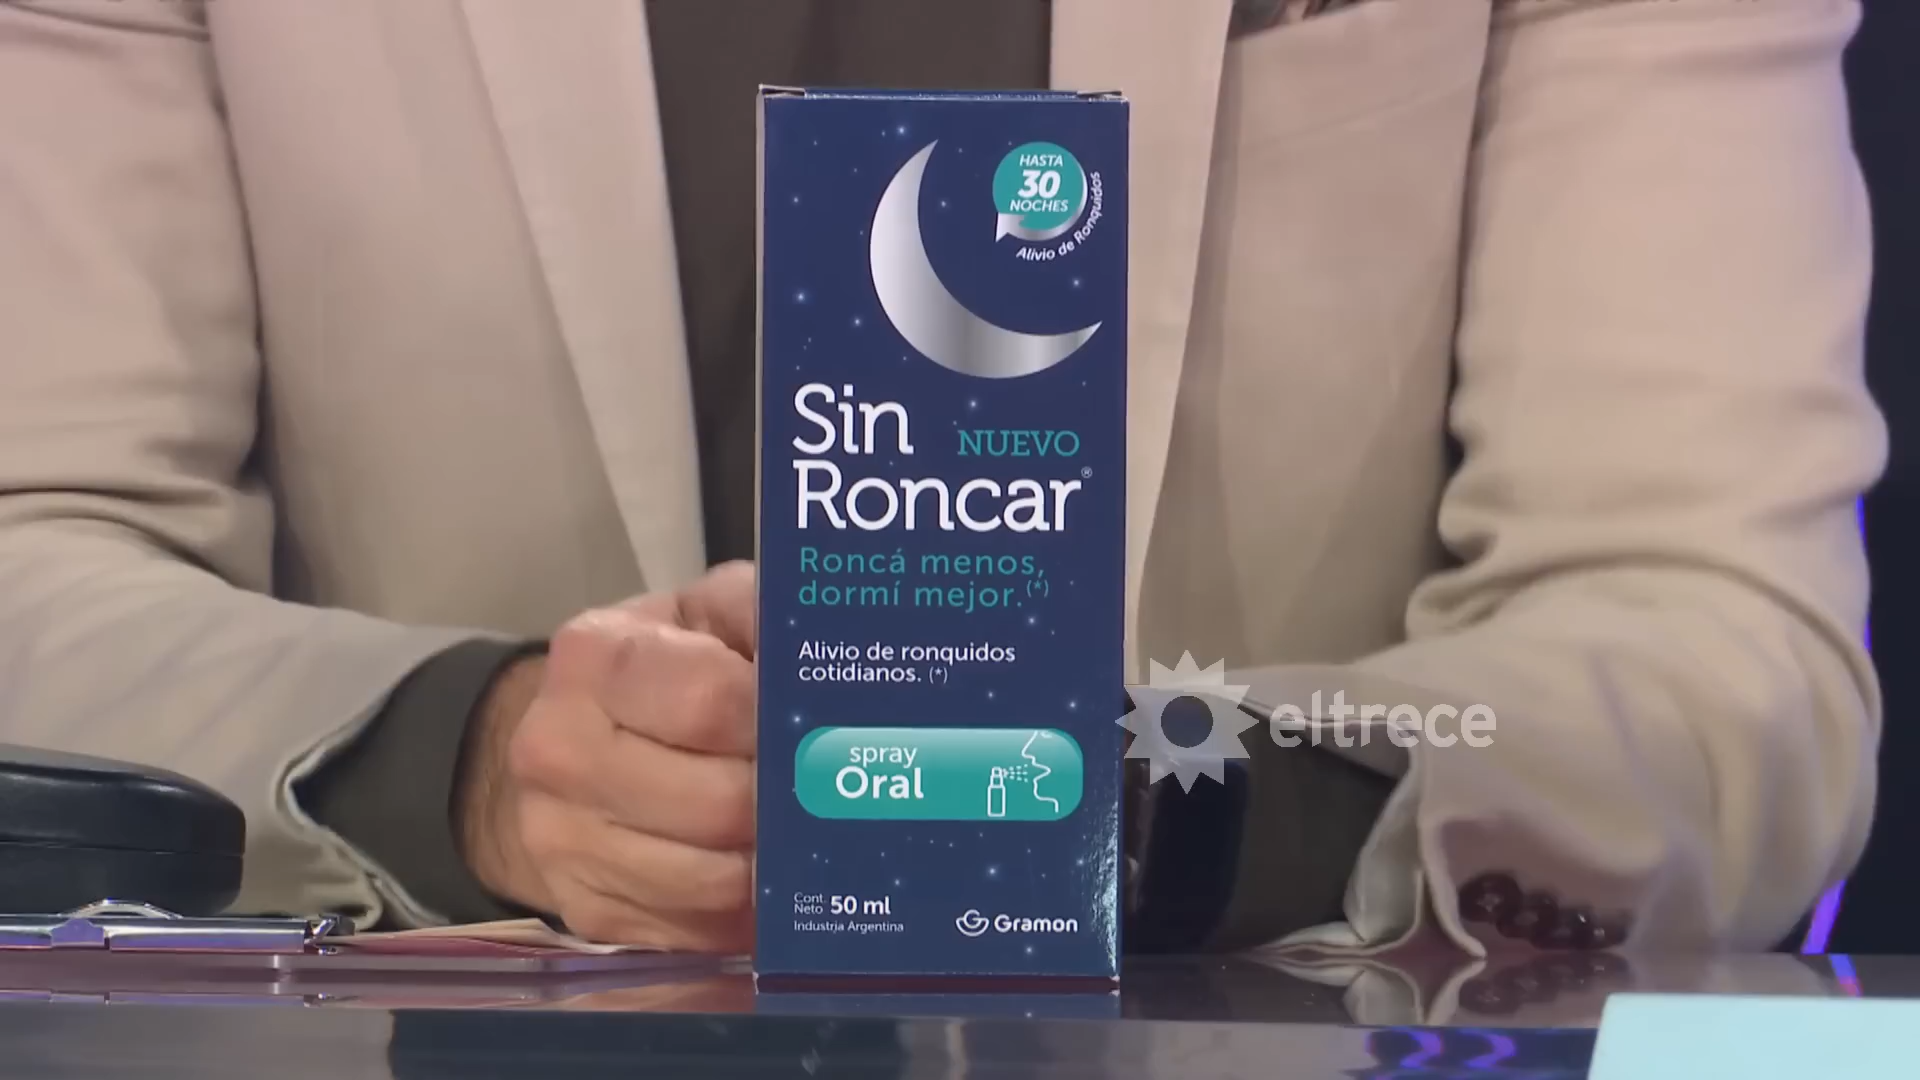 HASTA
30
NOCHES
Alivio de Ronquidos
Sin
NUEVO
Roncar®
Roncá menos,
dormí mejor.(*)
Alivio de ronquidos
cotidianos. (*)
spray
Oral
Cont.
Neto 50 ml
Industria Argentina
Gramon
eltrece